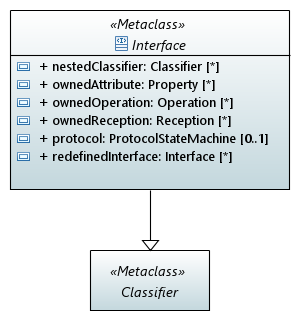 «Metaclass»
Interface
+ nestedClassifier: Classifier [*]
+ ownedAttribute: Property [*]
+ ownedOperation: Operation [*]
+ ownedReception: Reception [*]
+ protocol: ProtocolStateMachine [0..1]
+ redefinedInterface: Interface [*]
«Metaclass»
Classifier